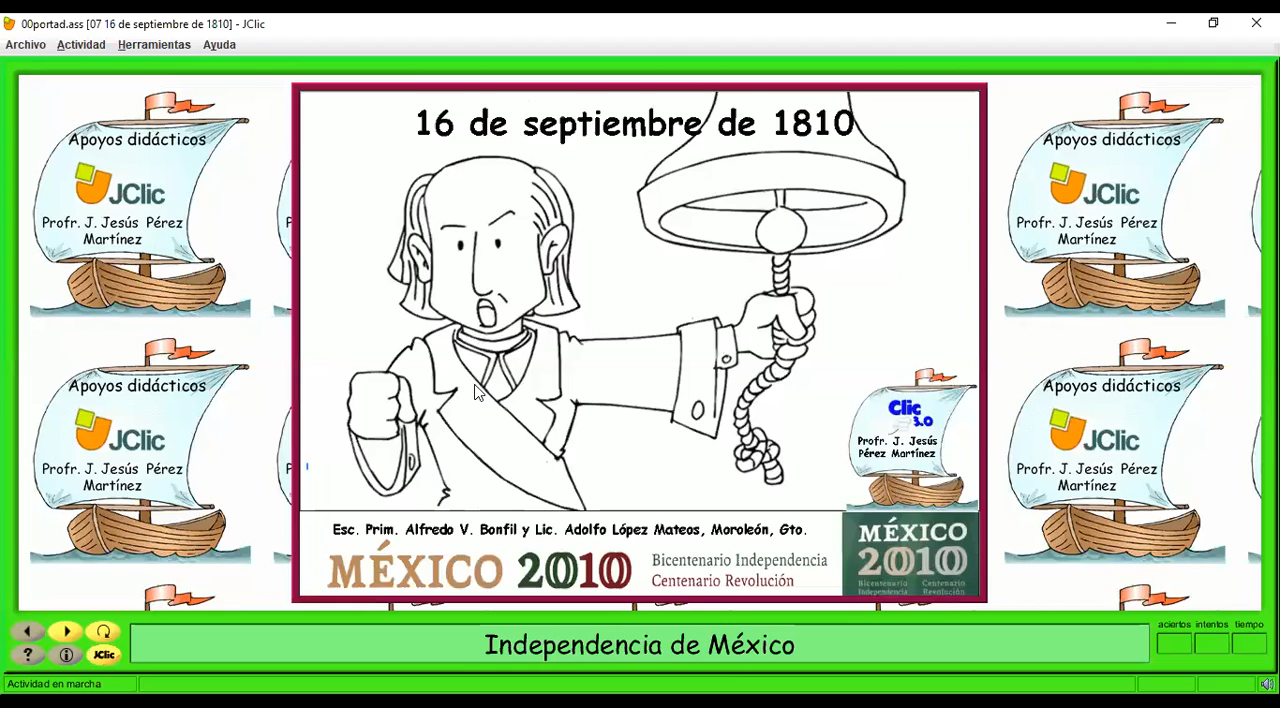 00portad.ass [07 16 de septiembre de 1810] - JClic
Archivo Actividad Herramientas Ayuda
16 de septiembre de 1810
Apoyos didácticos
JClic
Profr. J. Jesús Pérez
Martínez
Apoyos didácticos
JClic
Profr. J. Jesús Pérez
Martínez
Apoyos didácticos
JClic
Profr. J. Jesús Pérez
Martínez
Apoyos didácticos
JClic
Profr. J. Jesús Pérez
Martínez
Clic
3.0
Profr. J. Jesús
Pérez Martínez
Esc. Prim. Alfredo V. Bonfil y Lic. Adolfo López Mateos, Moroleón, Gto.
MÉXICO 2010
Bicentenario Independencia
Centenario Revolución
MÉXICO
2010
Bicentenario Centenario
Independencia Revolución
aciertos intentos tiempo
Independencia de México
? i JClic
Actividad en marcha